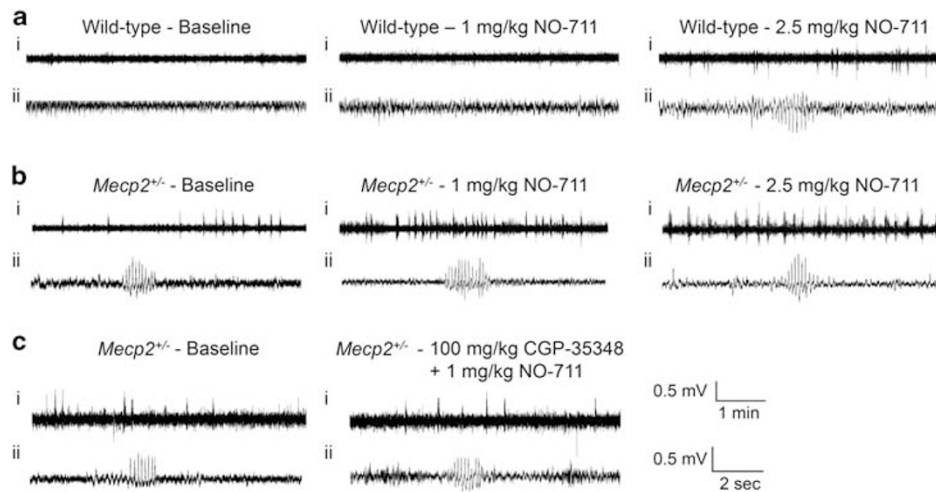 a
Wild-type - Baseline
Wild-type – 1 mg/kg NO-711
Wild-type - 2.5 mg/kg NO-711
i
i
i
ii
ii
ii
b
Mecp2+/- - Baseline
Mecp2+/- - 1 mg/kg NO-711
Mecp2+/- - 2.5 mg/kg NO-711
i
i
i
ii
ii
ii
c
Mecp2+/- - Baseline
Mecp2+/- - 100 mg/kg CGP-35348
+ 1 mg/kg NO-711
i
i
0.5 mV
1 min
ii
ii
0.5 mV
2 sec